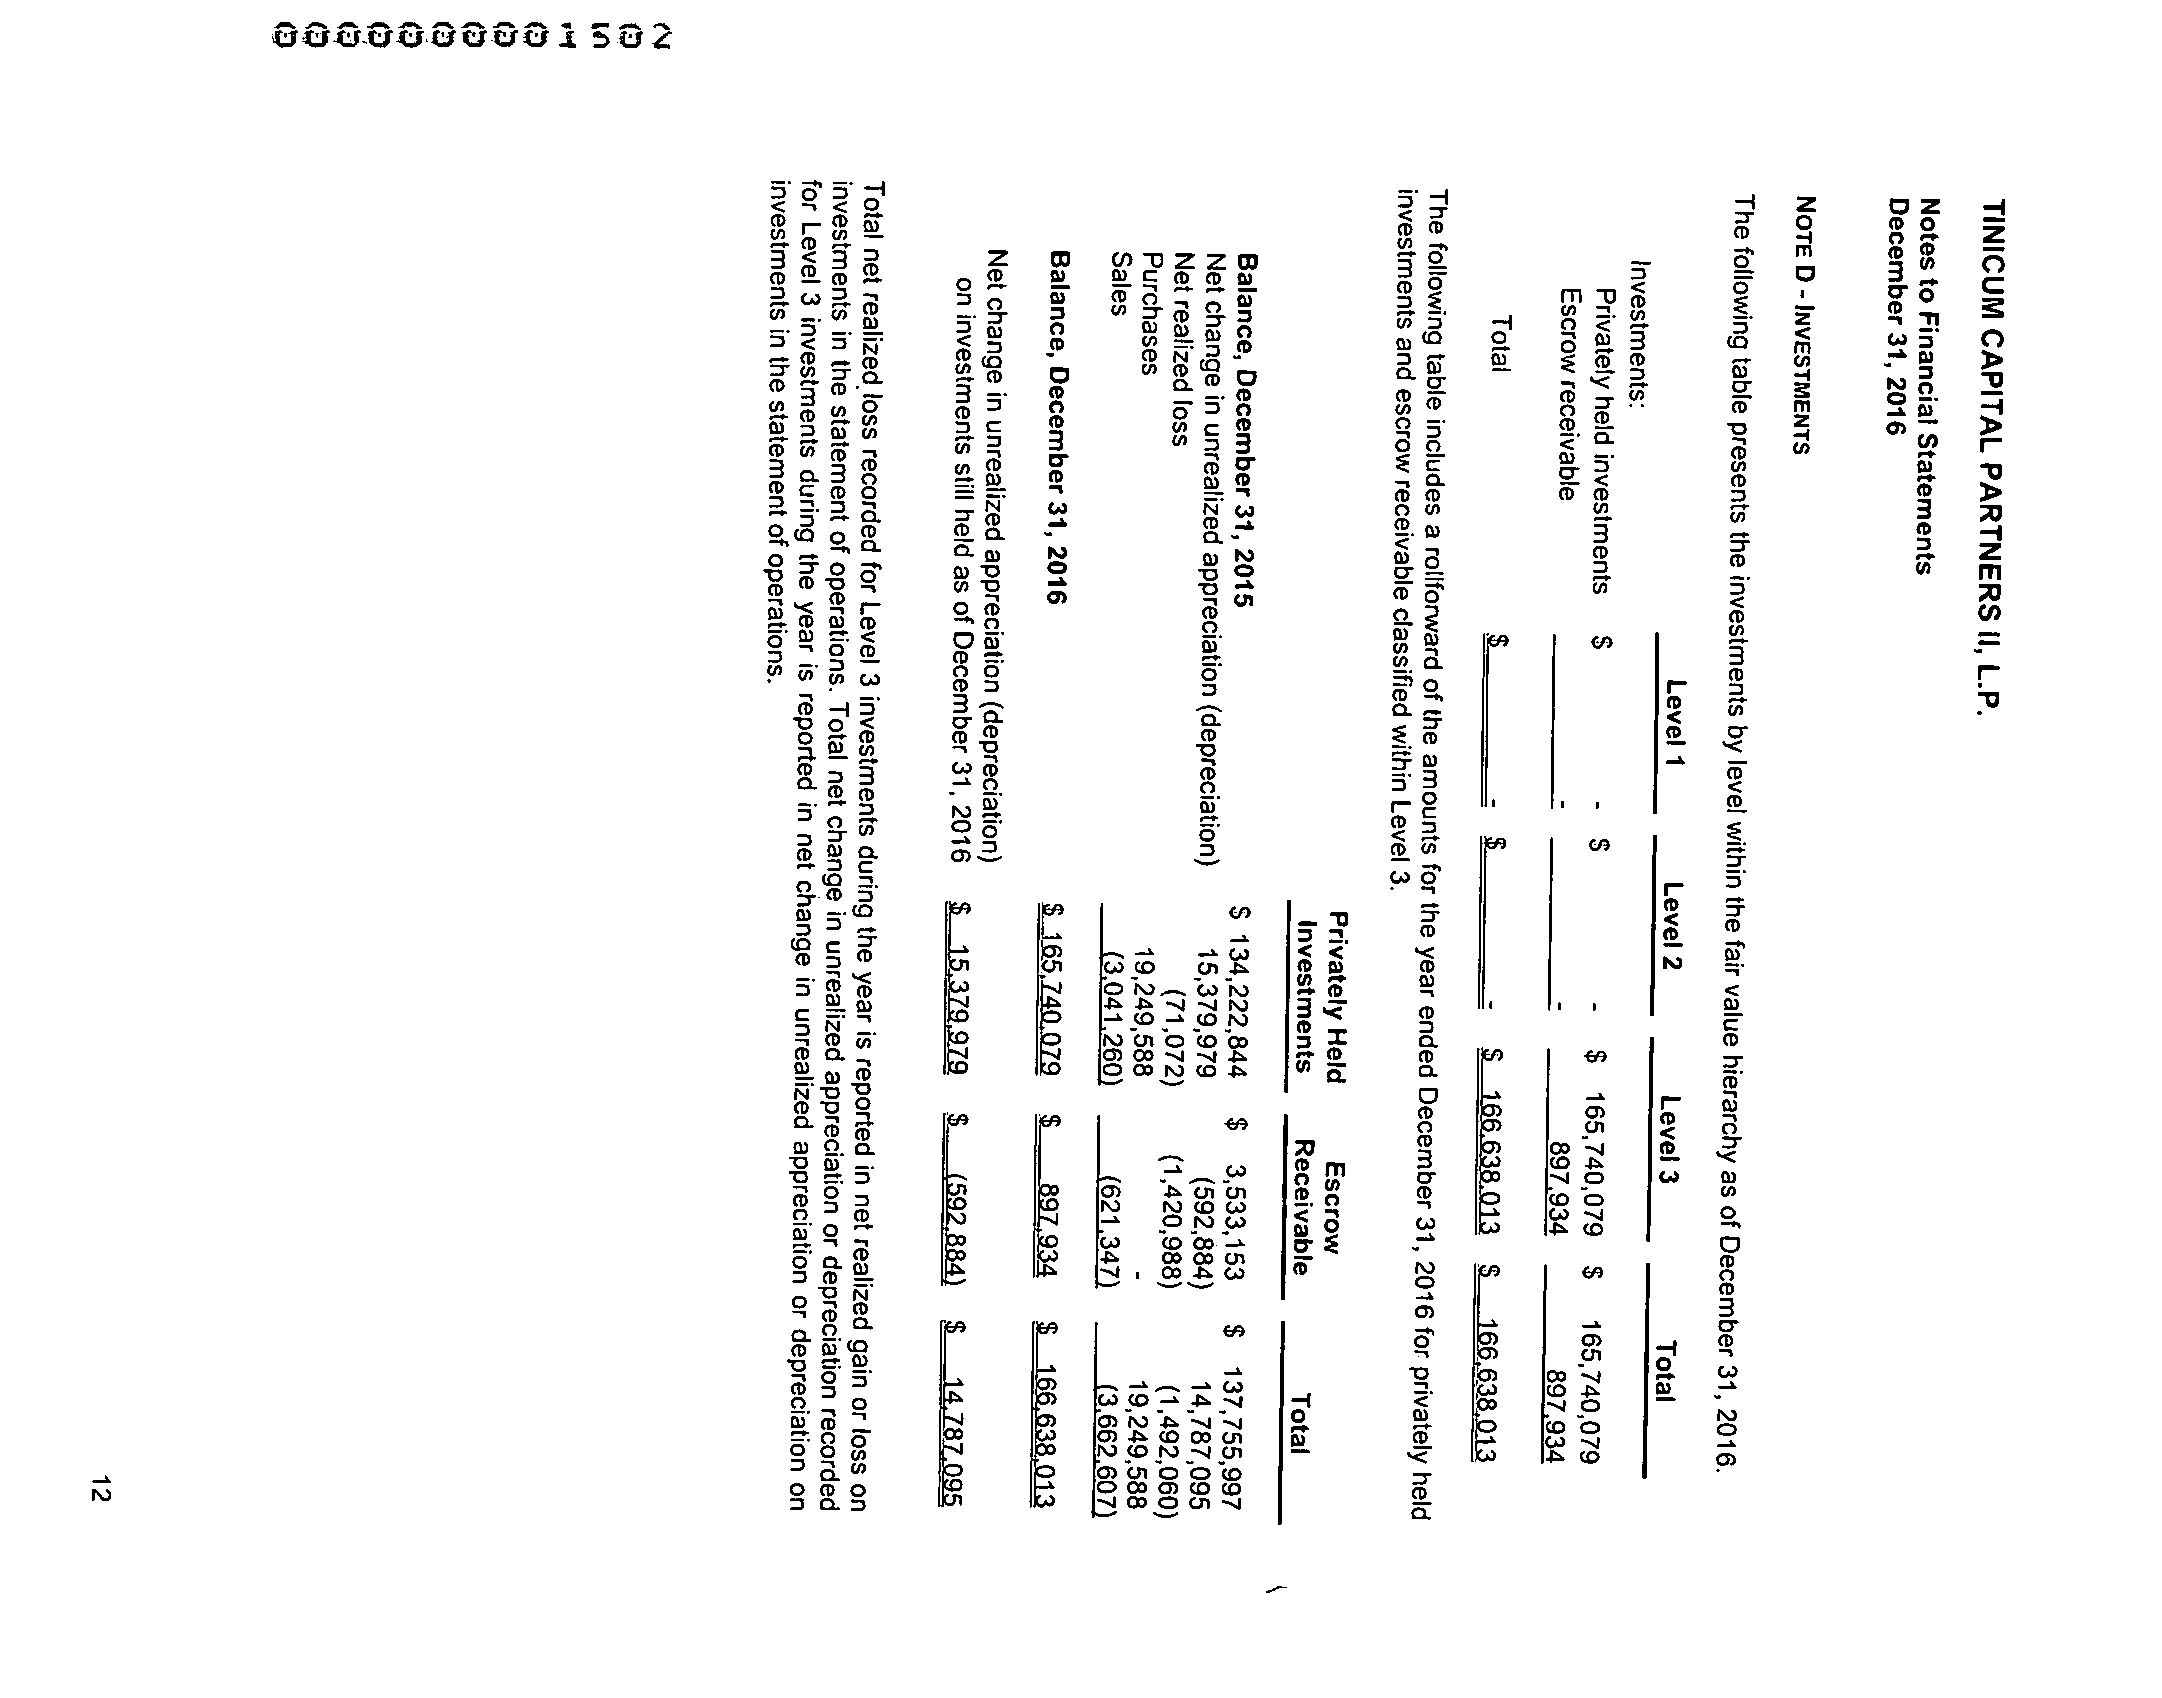 TINICUM CAPITAL PARTNERS II, L.P.
Notes to Financial Statements
December 31, 2016
NOTE D - INVESTMENTS
The following table presents the investments by level within the fair value hierarchy as of December 31, 2016.
Level 1 Level 2 Level 3 Total
Investments:
Privately held investments $ - $ - $ 165,740,079 $ 165,740,079
Escrow receivable - - 897,934 897,934
Total $ - $ - $ 166,638,013 $ 166,638,013
The following table includes a rollforward of the amounts for the year ended December 31, 2016 for privately held
investments and escrow receivable classified within Level 3.
Privately Held Escrow
Investments Receivable Total
Balance, December 31, 2015 $ 134,222,844 $ 3,533,153 $ 137,755,997
Net change in unrealized appreciation (depreciation) 15,379,979 (592,884) 14,787,095
Net realized loss (71,072) (1,420,988) (1,492,060)
Purchases 19,249,588 - 19,249,588
Sales (3,041,260) (621,347) (3,662,607)
Balance, December 31, 2016 $ 165,740,079 $ 897,934 $ 166,638,013
Net change in unrealized appreciation (depreciation)
on investments still held as of December 31, 2016 $ 15,379,979 $ (592,884) $ 14,787,095
Total net realized loss recorded for Level 3 investments during the year is reported in net realized gain or loss on
investments in the statement of operations. Total net change in unrealized appreciation or depreciation recorded
for Level 3 investments during the year is reported in net change in unrealized appreciation or depreciation on
investments in the statement of operations.
12
0000000001502